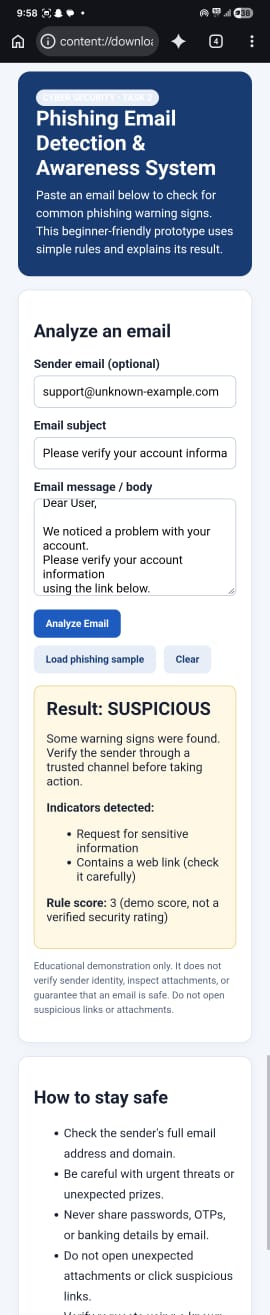 9:58
content://downloa
4
38
CYBER SECURITY • TASK 2
Phishing Email
Detection &
Awareness System
Paste an email below to check for
common phishing warning signs.
This beginner-friendly prototype uses
simple rules and explains its result.
Analyze an email
Sender email (optional)
support@unknown-example.com
Email subject
Please verify your account informa
Email message / body
Dear User,
We noticed a problem with your
account.
Please verify your account
information
using the link below.
Analyze Email
Load phishing sample
Clear
Result: SUSPICIOUS
Some warning signs were found.
Verify the sender through a
trusted channel before taking
action.
Indicators detected:
• Request for sensitive
information
• Contains a web link (check
it carefully)
Rule score: 3 (demo score, not a
verified security rating)
Educational demonstration only. It does not
verify sender identity, inspect attachments, or
guarantee that an email is safe. Do not open
suspicious links or attachments.
How to stay safe
• Check the sender's full email
address and domain.
• Be careful with urgent threats or
unexpected prizes.
• Never share passwords, OTPs,
or banking details by email.
• Do not open unexpected
attachments or click suspicious
links.